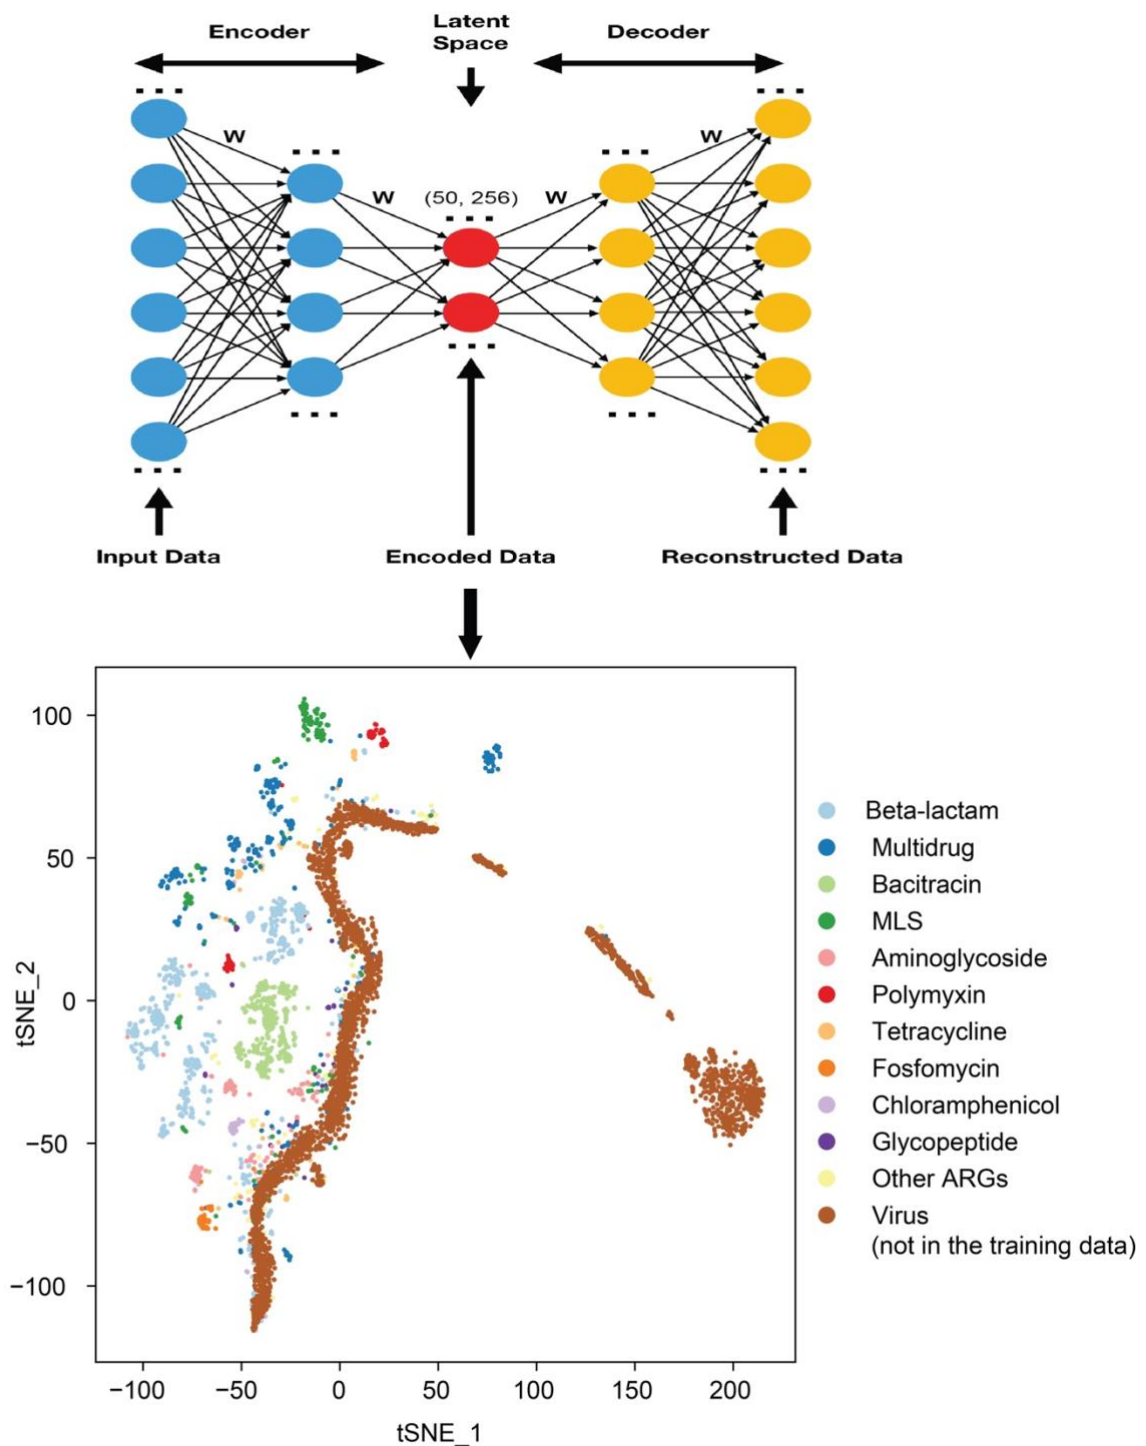 Encoder
Latent
Space
Decoder
W
W
(50, 256)
W
W
Input Data
Encoded Data
Reconstructed Data
100
50
0
−50
−100
tSNE_2
−100
−50
0
50
100
150
200
tSNE_1
Beta-lactam
Multidrug
Bacitracin
MLS
Aminoglycoside
Polymyxin
Tetracycline
Fosfomycin
Chloramphenicol
Glycopeptide
Other ARGs
Virus
(not in the training data)